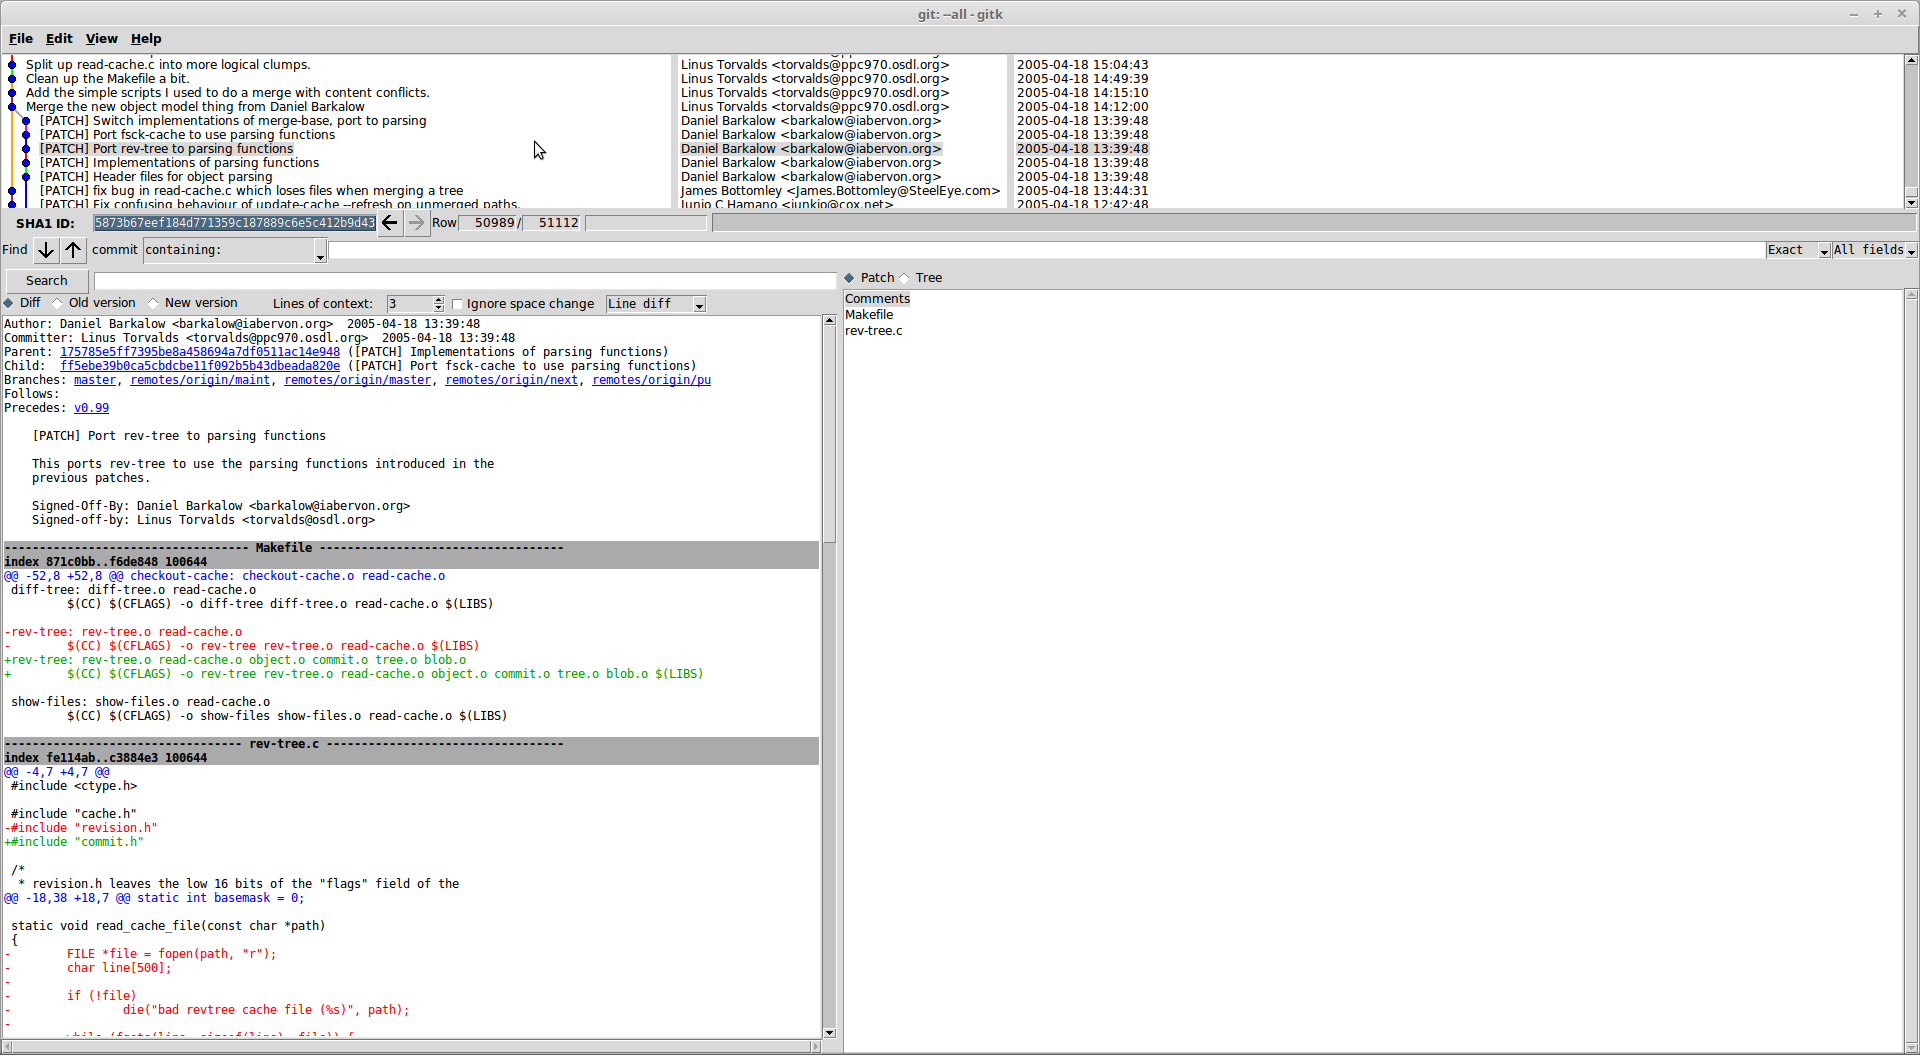 git: --all - gitk
File Edit View Help
Split up read-cache.c into more logical clumps. Linus Torvalds <torvalds@ppc970.osdl.org> 2005-04-18 15:04:43
Clean up the Makefile a bit. Linus Torvalds <torvalds@ppc970.osdl.org> 2005-04-18 14:49:39
Add the simple scripts I used to do a merge with content conflicts. Linus Torvalds <torvalds@ppc970.osdl.org> 2005-04-18 14:15:10
Merge the new object model thing from Daniel Barkalow Linus Torvalds <torvalds@ppc970.osdl.org> 2005-04-18 14:12:00
[PATCH] Switch implementations of merge-base, port to parsing Daniel Barkalow <barkalow@iabervon.org> 2005-04-18 13:39:48
[PATCH] Port fsck-cache to use parsing functions Daniel Barkalow <barkalow@iabervon.org> 2005-04-18 13:39:48
[PATCH] Port rev-tree to parsing functions Daniel Barkalow <barkalow@iabervon.org> 2005-04-18 13:39:48
[PATCH] Implementations of parsing functions Daniel Barkalow <barkalow@iabervon.org> 2005-04-18 13:39:48
[PATCH] Header files for object parsing Daniel Barkalow <barkalow@iabervon.org> 2005-04-18 13:39:48
[PATCH] fix bug in read-cache.c which loses files when merging a tree James Bottomley <James.Bottomley@SteelEye.com> 2005-04-18 13:44:31
[PATCH] Fix confusing behaviour of update-cache --refresh on unmerged paths. Junio C Hamano <junkio@cox.net> 2005-04-18 12:42:48
SHA1 ID: 5873b67eef184d771359c187889c6e5c412b9d43 Row 50989 / 51112
Find commit containing: Exact All fields
Search
Patch Tree
Diff Old version New version Lines of context: 3 Ignore space change Line diff
Comments
Makefile
rev-tree.c
Author: Daniel Barkalow <barkalow@iabervon.org>  2005-04-18 13:39:48
Committer: Linus Torvalds <torvalds@ppc970.osdl.org>  2005-04-18 13:39:48
Parent: 175785e5ff7395be8a458694a7df0511ac14e948 ([PATCH] Implementations of parsing functions)
Child:  ff5ebe39b0ca5cbdcbe11f092b5b43dbeada820e ([PATCH] Port fsck-cache to use parsing functions)
Branches: master, remotes/origin/maint, remotes/origin/master, remotes/origin/next, remotes/origin/pu
Follows:
Precedes: v0.99
[PATCH] Port rev-tree to parsing functions
This ports rev-tree to use the parsing functions introduced in the
previous patches.
Signed-Off-By: Daniel Barkalow <barkalow@iabervon.org>
Signed-off-by: Linus Torvalds <torvalds@osdl.org>
----------------------------------- Makefile -----------------------------------
index 871c0bb..f6de848 100644
@@ -52,8 +52,8 @@ checkout-cache: checkout-cache.o read-cache.o
diff-tree: diff-tree.o read-cache.o
$(CC) $(CFLAGS) -o diff-tree diff-tree.o read-cache.o $(LIBS)
-rev-tree: rev-tree.o read-cache.o
-        $(CC) $(CFLAGS) -o rev-tree rev-tree.o read-cache.o $(LIBS)
+rev-tree: rev-tree.o read-cache.o object.o commit.o tree.o blob.o
+        $(CC) $(CFLAGS) -o rev-tree rev-tree.o read-cache.o object.o commit.o tree.o blob.o $(LIBS)
show-files: show-files.o read-cache.o
$(CC) $(CFLAGS) -o show-files show-files.o read-cache.o $(LIBS)
---------------------------------- rev-tree.c ----------------------------------
index fe114ab..c3884e3 100644
@@ -4,7 +4,7 @@
#include <ctype.h>
#include "cache.h"
-#include "revision.h"
+#include "commit.h"
/*
* revision.h leaves the low 16 bits of the "flags" field of the
@@ -18,38 +18,7 @@ static int basemask = 0;
static void read_cache_file(const char *path)
{
-        FILE *file = fopen(path, "r");
-        char line[500];
-
-        if (!file)
-                die("bad revtree cache file (%s)", path);
-
while (fgets(line, sizeof(line), file)) {